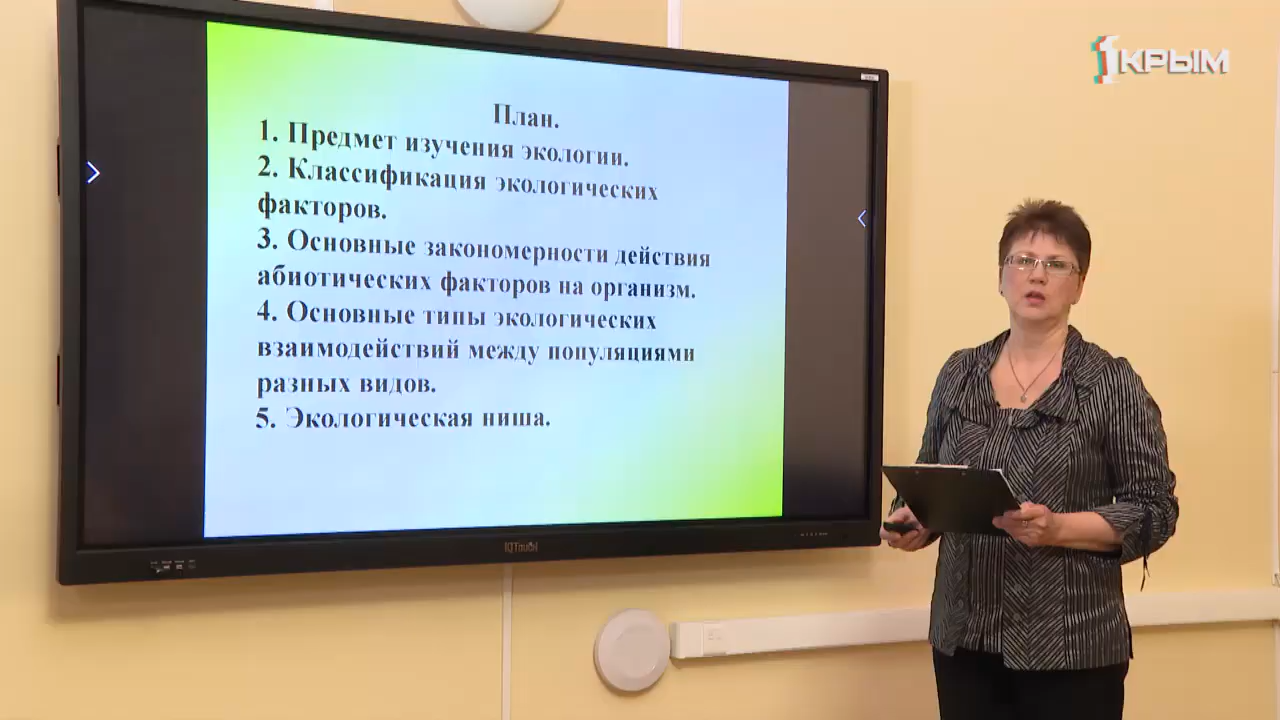 План.
1. Предмет изучения экологии.
2. Классификация экологических
факторов.
3. Основные закономерности действия
абиотических факторов на организм.
4. Основные типы экологических
взаимодействий между популяциями
разных видов.
5. Экологическая ниша.
1КРЫМ
IQTouch